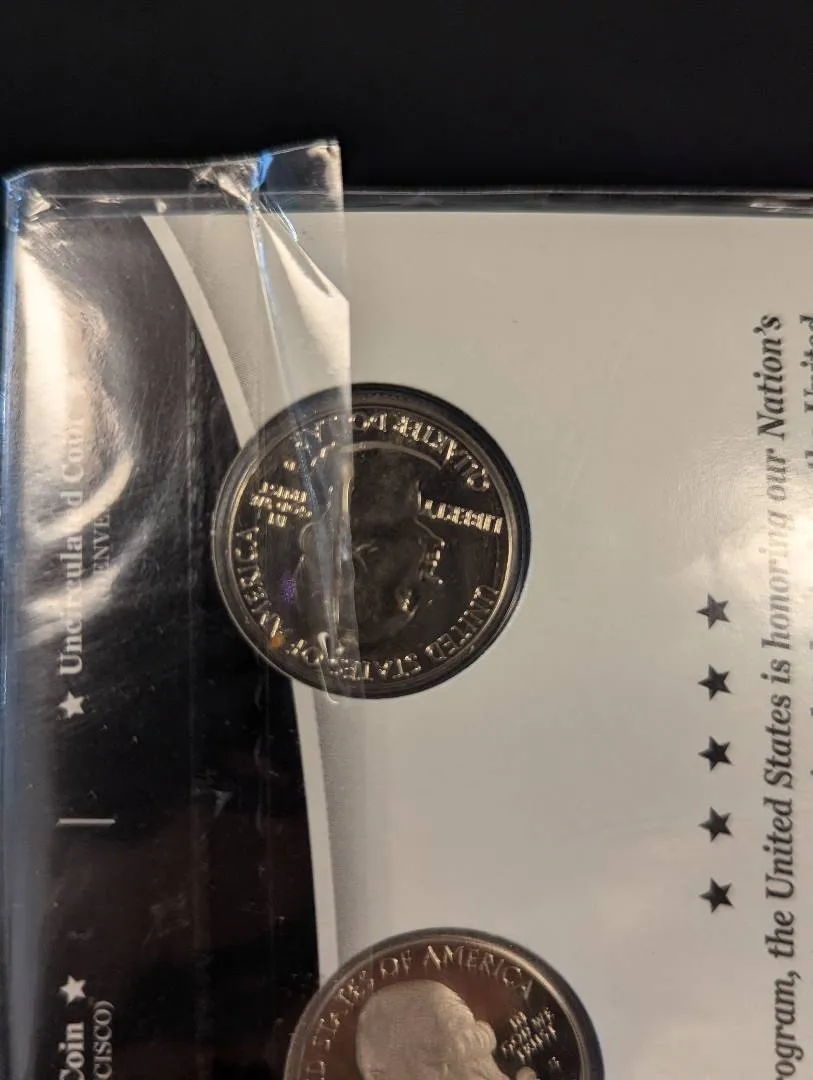 Uncirculated Coin
ENVE
Coin
CISCO)
QUARTER DOLLAR
LIBERTY
IN
GOD WE
TRUST
UNITED STATES OF AMERICA
D STATES OF AMERICA
IN
GOD WE
TRUST
S
rogram, the United States is honoring our Nation's